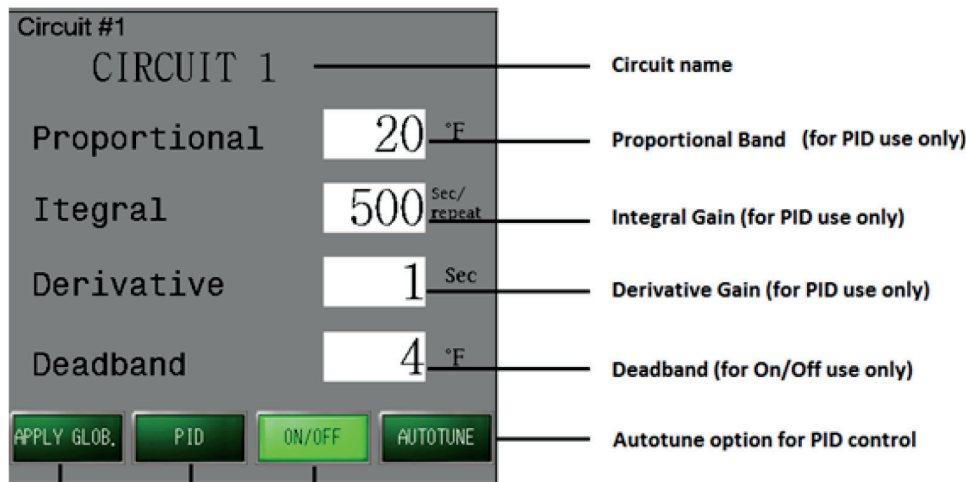 Circuit #1
CIRCUIT 1
Circuit name
Proportional 20 °F
Proportional Band (for PID use only)
Itegral 500 Sec/
repeat
Integral Gain (for PID use only)
Derivative 1 Sec
Derivative Gain (for PID use only)
Deadband 4 °F
Deadband (for On/Off use only)
APPLY GLOB. PID ON/OFF AUTOTUNE
Autotune option for PID control